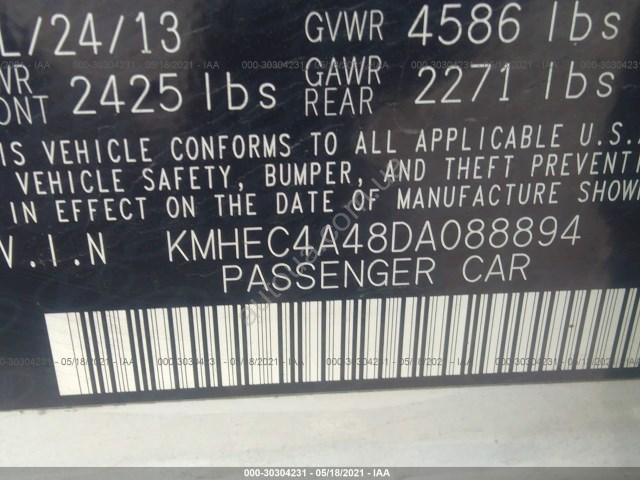 L/24/13 GVWR 4586 lbs
WR GAWR
ONT 2425 lbs REAR 2271 lbs
IS VEHICLE CONFORMS TO ALL APPLICABLE U.S.
VEHICLE SAFETY, BUMPER, AND THEFT PREVENTI
IN EFFECT ON THE DATE OF MANUFACTURE SHOW
V.I.N KMHEC4A48DA088894
PASSENGER CAR
000-30304231 - 05/18/2021 - IAA